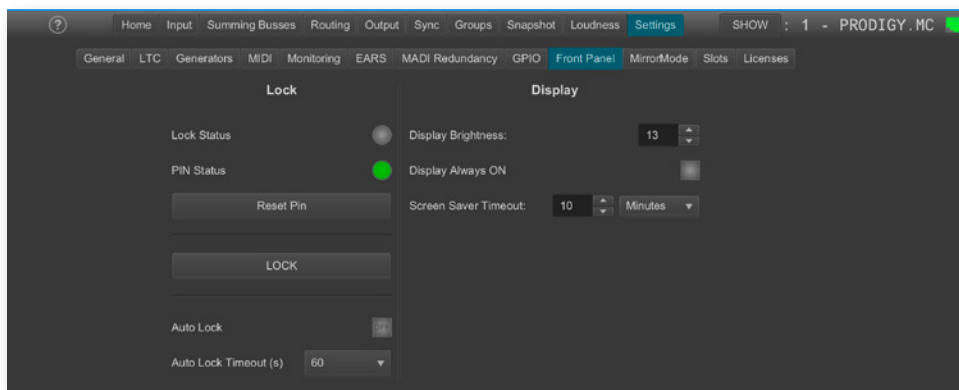 ? Home Input Summing Busses Routing Output Sync Groups Snapshot Loudness Settings SHOW : 1 - PRODIGY.MC
General LTC Generators MIDI Monitoring EARS MADI Redundancy GPIO Front Panel MirrorMode Slots Licenses
Lock
Lock Status
PIN Status
Reset Pin
LOCK
Auto Lock
Auto Lock Timeout (s) 60
Display
Display Brightness: 13
Display Always ON
Screen Saver Timeout: 10 Minutes